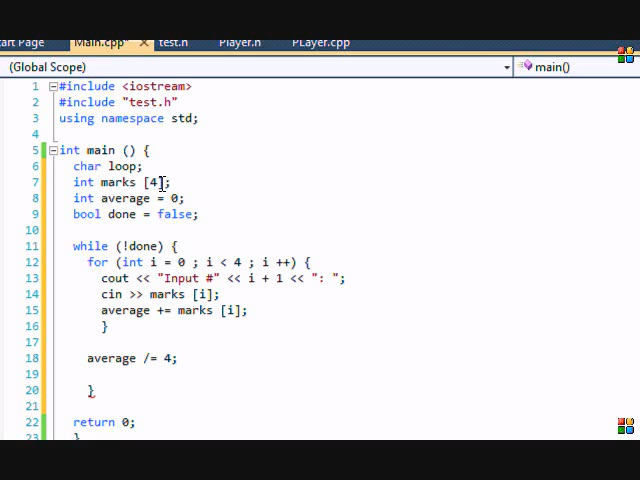 art Page Main.cpp* test.h Player.h PLayer.cpp
(Global Scope) main()
1 #include <iostream>
2 #include "test.h"
3 using namespace std;
4
5 int main () {
6 char loop;
7 int marks [4];
8 int average = 0;
9 bool done = false;
10
11 while (!done) {
12 for (int i = 0 ; i < 4 ; i ++) {
13 cout << "Input #" << i + 1 << ": ";
14 cin >> marks [i];
15 average += marks [i];
16 }
17
18 average /= 4;
19
20 }
21
22 return 0;
23 }